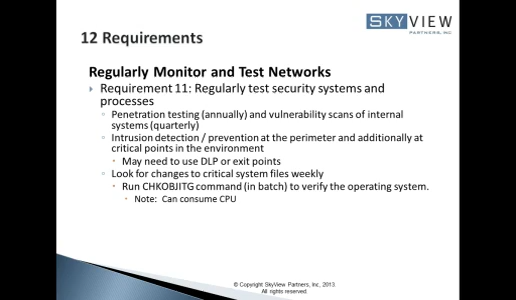 12 Requirements
SKYVIEW
PARTNERS, INC
Regularly Monitor and Test Networks
Requirement 11: Regularly test security systems and
processes
Penetration testing (annually) and vulnerability scans of internal
systems (quarterly)
Intrusion detection / prevention at the perimeter and additionally at
critical points in the environment
May need to use DLP or exit points
Look for changes to critical system files weekly
Run CHKOBJITG command (in batch) to verify the operating system.
Note: Can consume CPU
© Copyright SkyView Partners, Inc, 2013.
All rights reserved.